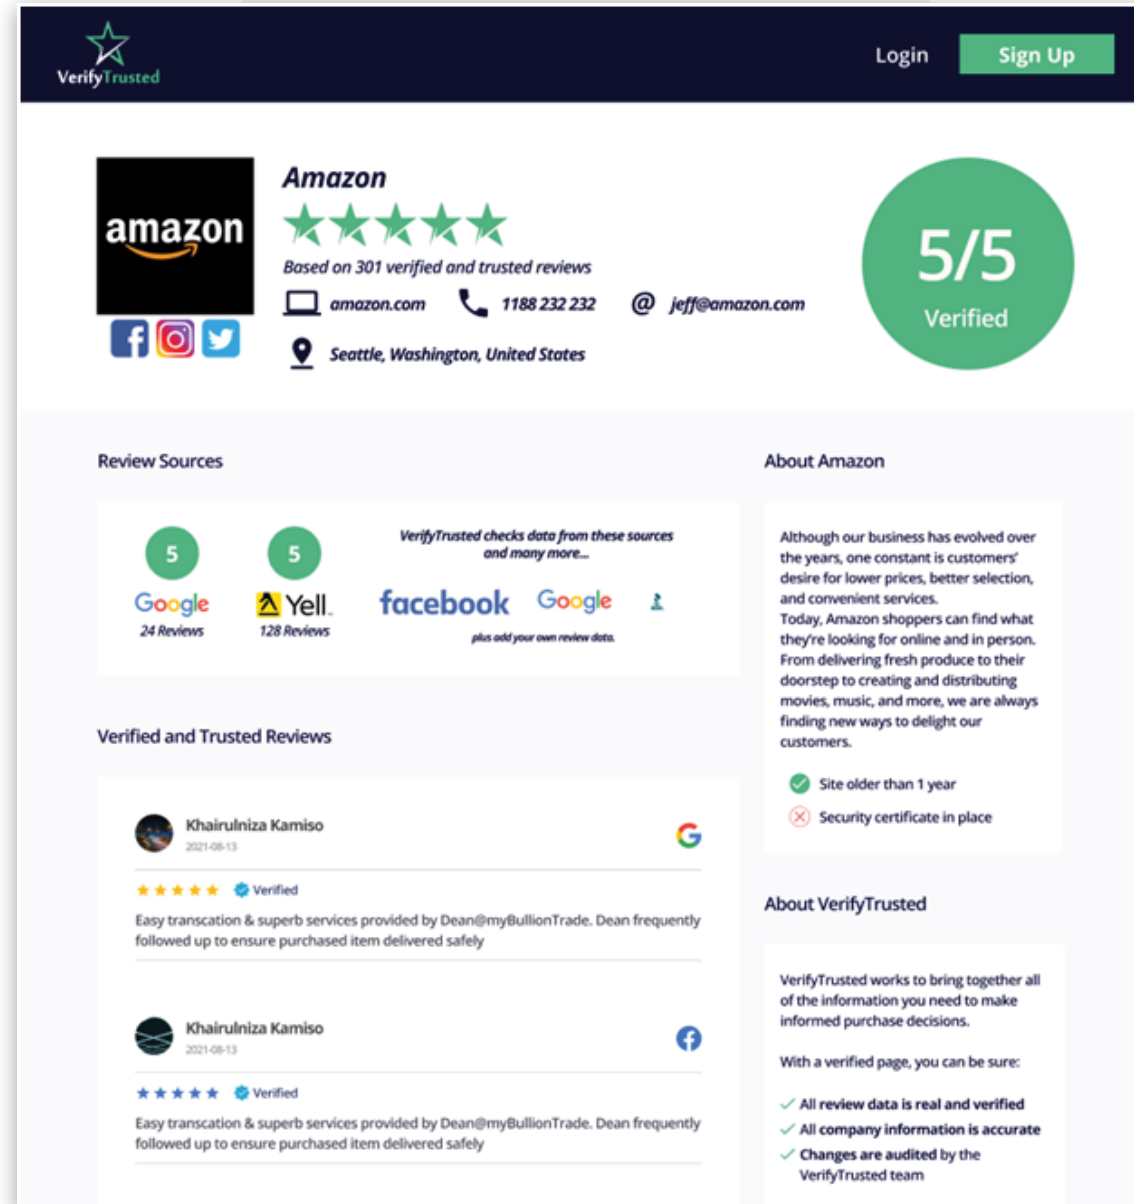 VerifyTrusted
Login
Sign Up
amazon
Amazon
Based on 301 verified and trusted reviews
amazon.com
1188 232 232
@ jeff@amazon.com
Seattle, Washington, United States
5/5
Verified
Review Sources
5
Google
24 Reviews
5
Yell.
128 Reviews
VerifyTrusted checks data from these sources
and many more...
facebook
Google
plus add your own review data.
Verified and Trusted Reviews
Khairulniza Kamiso
2021-08-13
G
Verified
Easy transcation & superb services provided by Dean@myBullionTrade. Dean frequently
followed up to ensure purchased item delivered safely
Khairulniza Kamiso
2021-08-13
Verified
Easy transcation & superb services provided by Dean@myBullionTrade. Dean frequently
followed up to ensure purchased item delivered safely
About Amazon
Although our business has evolved over
the years, one constant is customers'
desire for lower prices, better selection,
and convenient services.
Today, Amazon shoppers can find what
they're looking for online and in person.
From delivering fresh produce to their
doorstep to creating and distributing
movies, music, and more, we are always
finding new ways to delight our
customers.
Site older than 1 year
Security certificate in place
About VerifyTrusted
VerifyTrusted works to bring together all
of the information you need to make
informed purchase decisions.
With a verified page, you can be sure:
All review data is real and verified
All company information is accurate
Changes are audited by the
VerifyTrusted team